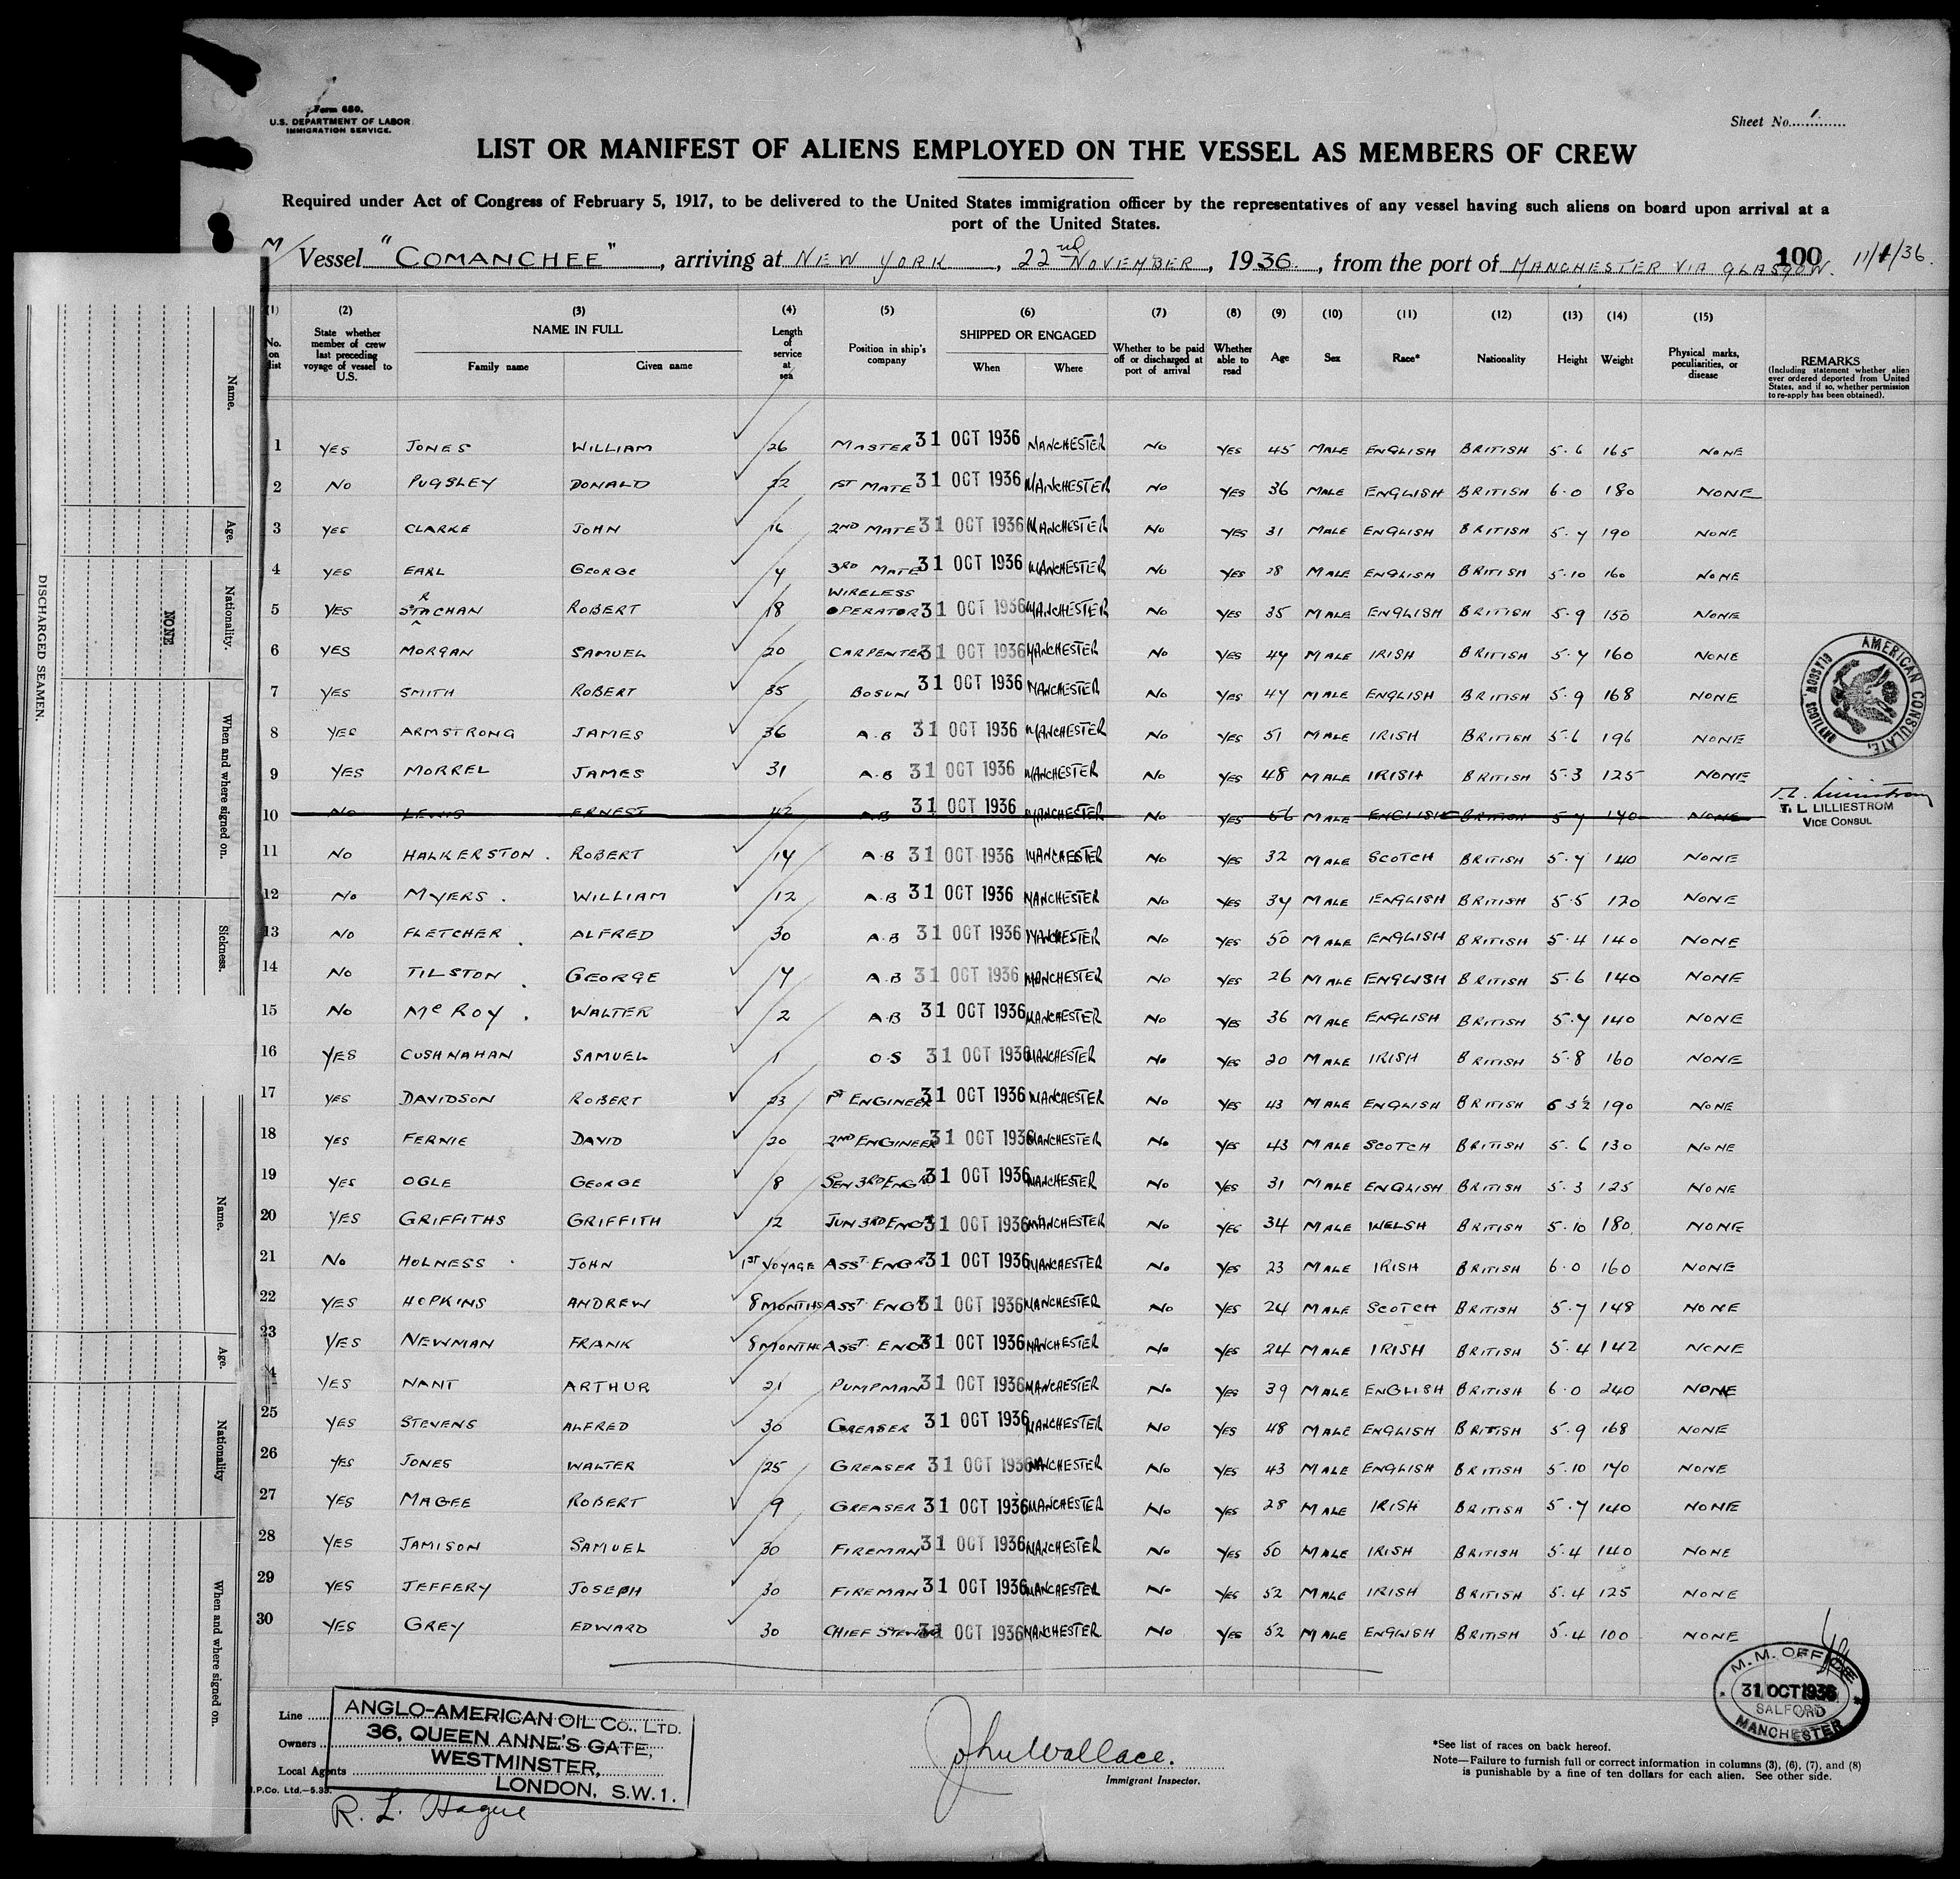 Form 680.
U.S. DEPARTMENT OF LABOR
IMMIGRATION SERVICE.
Sheet No. 1
LIST OR MANIFEST OF ALIENS EMPLOYED ON THE VESSEL AS MEMBERS OF CREW
Required under Act of Congress of February 5, 1917, to be delivered to the United States immigration officer by the representatives of any vessel having such aliens on board upon arrival at a
port of the United States.
M/ Vessel "COMANCHEE", arriving at NEW YORK, 22nd NOVEMBER, 1936, from the port of MANCHESTER VIA GLASGOW. 100
(1) No. on list (2) State whether member of crew last preceding voyage of vessel to U.S. (3) NAME IN FULL Family name Given name (4) Length of service at sea (5) Position in ship's company (6) SHIPPED OR ENGAGED When Where (7) Whether to be paid off or discharged at port of arrival (8) Whether able to read (9) Age (10) Sex (11) Race* (12) Nationality (13) Height (14) Weight (15) Physical marks, peculiarities, or disease REMARKS (Including statement whether alien ever ordered deported from United States, and if so, whether permission to re-apply has been obtained).
1 YES JONES WILLIAM 26 MASTER 31 OCT 1936 MANCHESTER No YES 45 MALE ENGLISH BRITISH 5.6 165 NONE
2 No PUGSLEY DONALD 22 1ST MATE 31 OCT 1936 MANCHESTER No YES 36 MALE ENGLISH BRITISH 6.0 180 NONE
3 YES CLARKE JOHN 16 2ND MATE 31 OCT 1936 MANCHESTER No YES 31 MALE ENGLISH BRITISH 5.7 190 NONE
4 YES EARL GEORGE 7 3RD MATE 31 OCT 1936 MANCHESTER No YES 28 MALE ENGLISH BRITISH 5.10 160 NONE
5 YES STRACHAN ROBERT 18 WIRELESS OPERATOR 31 OCT 1936 MANCHESTER No YES 35 MALE ENGLISH BRITISH 5.9 150 NONE
6 YES MORGAN SAMUEL 20 CARPENTER 31 OCT 1936 MANCHESTER No YES 47 MALE IRISH BRITISH 5.7 160 NONE
7 YES SMITH ROBERT 35 BOSUN 31 OCT 1936 MANCHESTER No YES 47 MALE ENGLISH BRITISH 5.9 168 NONE
8 YES ARMSTRONG JAMES 36 A.B 31 OCT 1936 MANCHESTER No YES 51 MALE IRISH BRITISH 5.6 196 NONE
9 YES MORREL JAMES 31 A.B 31 OCT 1936 MANCHESTER No YES 48 MALE IRISH BRITISH 5.3 125 NONE
10 No LEWIS ERNEST 42 A.B 31 OCT 1936 MANCHESTER No YES 56 MALE ENGLISH BRITISH 5.7 140 NONE
11 No HALKERSTON. ROBERT 14 A.B 31 OCT 1936 MANCHESTER No YES 32 MALE SCOTCH BRITISH 5.7 140 NONE
12 No MYERS. WILLIAM 12 A.B 31 OCT 1936 MANCHESTER No YES 34 MALE ENGLISH BRITISH 5.5 120 NONE
13 No FLETCHER. ALFRED 30 A.B 31 OCT 1936 MANCHESTER No YES 50 MALE ENGLISH BRITISH 5.4 140 NONE
14 No TILSTON. GEORGE 7 A.B 31 OCT 1936 MANCHESTER No YES 26 MALE ENGLISH BRITISH 5.6 140 NONE
15 No McROY. WALTER 2 A.B 31 OCT 1936 MANCHESTER No YES 36 MALE ENGLISH BRITISH 5.7 140 NONE
16 YES CUSHNAHAN SAMUEL 1 O.S 31 OCT 1936 MANCHESTER No YES 20 MALE IRISH BRITISH 5.8 160 NONE
17 YES DAVIDSON ROBERT 23 1ST ENGINEER 31 OCT 1936 MANCHESTER No YES 43 MALE ENGLISH BRITISH 6 3½ 190 NONE
18 YES FERNIE DAVID 20 2ND ENGINEER 31 OCT 1936 MANCHESTER No YES 43 MALE SCOTCH BRITISH 5.6 130 NONE
19 YES OGLE GEORGE 8 SEN 3RD ENGR 31 OCT 1936 MANCHESTER No YES 31 MALE ENGLISH BRITISH 5.3 125 NONE
20 YES GRIFFITHS GRIFFITH 12 JUN 3RD ENGR 31 OCT 1936 MANCHESTER No YES 34 MALE WELSH BRITISH 5.10 180. NONE
21 No HOLNESS . JOHN 1ST VOYAGE ASST. ENGR 31 OCT 1936 MANCHESTER No YES 23 MALE IRISH BRITISH 6.0 160 NONE
22 YES HOPKINS ANDREW 8 MONTHS ASST ENGR 31 OCT 1936 MANCHESTER No YES 24 MALE SCOTCH BRITISH 5.7 148 NONE
23 YES NEWMAN FRANK 8 MONTHS ASST ENGR 31 OCT 1936 MANCHESTER No YES 24 MALE IRISH BRITISH 5.4 142 NONE
24 YES NANT ARTHUR 21 PUMPMAN 31 OCT 1936 MANCHESTER No YES 39 MALE ENGLISH BRITISH 6.0 240 NONE
25 YES STEVENS ALFRED 30 GREASER 31 OCT 1936 MANCHESTER No YES 48 MALE ENGLISH BRITISH 5.9 168 NONE
26 YES JONES WALTER 25 GREASER 31 OCT 1936 MANCHESTER No YES 43 MALE ENGLISH BRITISH 5.10 170 NONE
27 YES MAGEE ROBERT 9 GREASER 31 OCT 1936 MANCHESTER No YES 28 MALE IRISH BRITISH 5.7 140 NONE
28 YES JAMISON SAMUEL 30 FIREMAN 31 OCT 1936 MANCHESTER No YES 50 MALE IRISH BRITISH 5.4 140 NONE
29 YES JEFFERY JOSEPH 30 FIREMAN 31 OCT 1936 MANCHESTER No YES 52 MALE IRISH BRITISH 5.4 125 NONE
30 YES GREY EDWARD 30 CHIEF STEWARD 31 OCT 1936 MANCHESTER No YES 52 MALE ENGLISH BRITISH 5.4 100 NONE
AMERICAN CONSULATE, GLASGOW, SCOTLAND
T. L. LILLIESTROM
VICE CONSUL
M.M. OFFICE
31 OCT 1936
SALFORD
MANCHESTER
Line
Owners
Local Agents
ANGLO-AMERICAN OIL Co., LTD.
36, QUEEN ANNE'S GATE,
WESTMINSTER,
LONDON, S.W.1.
P.Co. Ltd.—5.35.
R. L. Hague
John Wallace.
Immigrant Inspector.
*See list of races on back hereof.
Note—Failure to furnish full or correct information in columns (3), (6), (7), and (8)
is punishable by a fine of ten dollars for each alien. See other side.
DISCHARGED SEAMEN.
Name.
Age.
Nationality.
NONE
When and where signed on.
Sickness.
Name.
Age.
Nationality
When and where signed on.